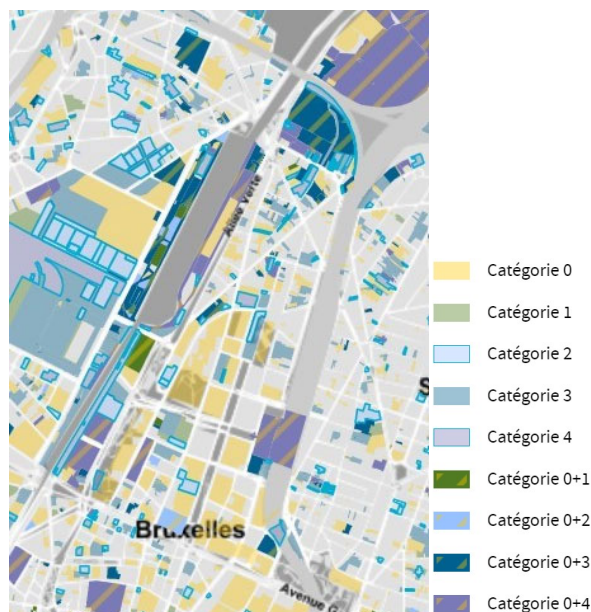 Allée Verte
Catégorie 0
Catégorie 1
Catégorie 2
S
Catégorie 3
Catégorie 4
Catégorie 0+1
Catégorie 0+2
Bruxelles
Catégorie 0+3
Avenue G
Catégorie 0+4